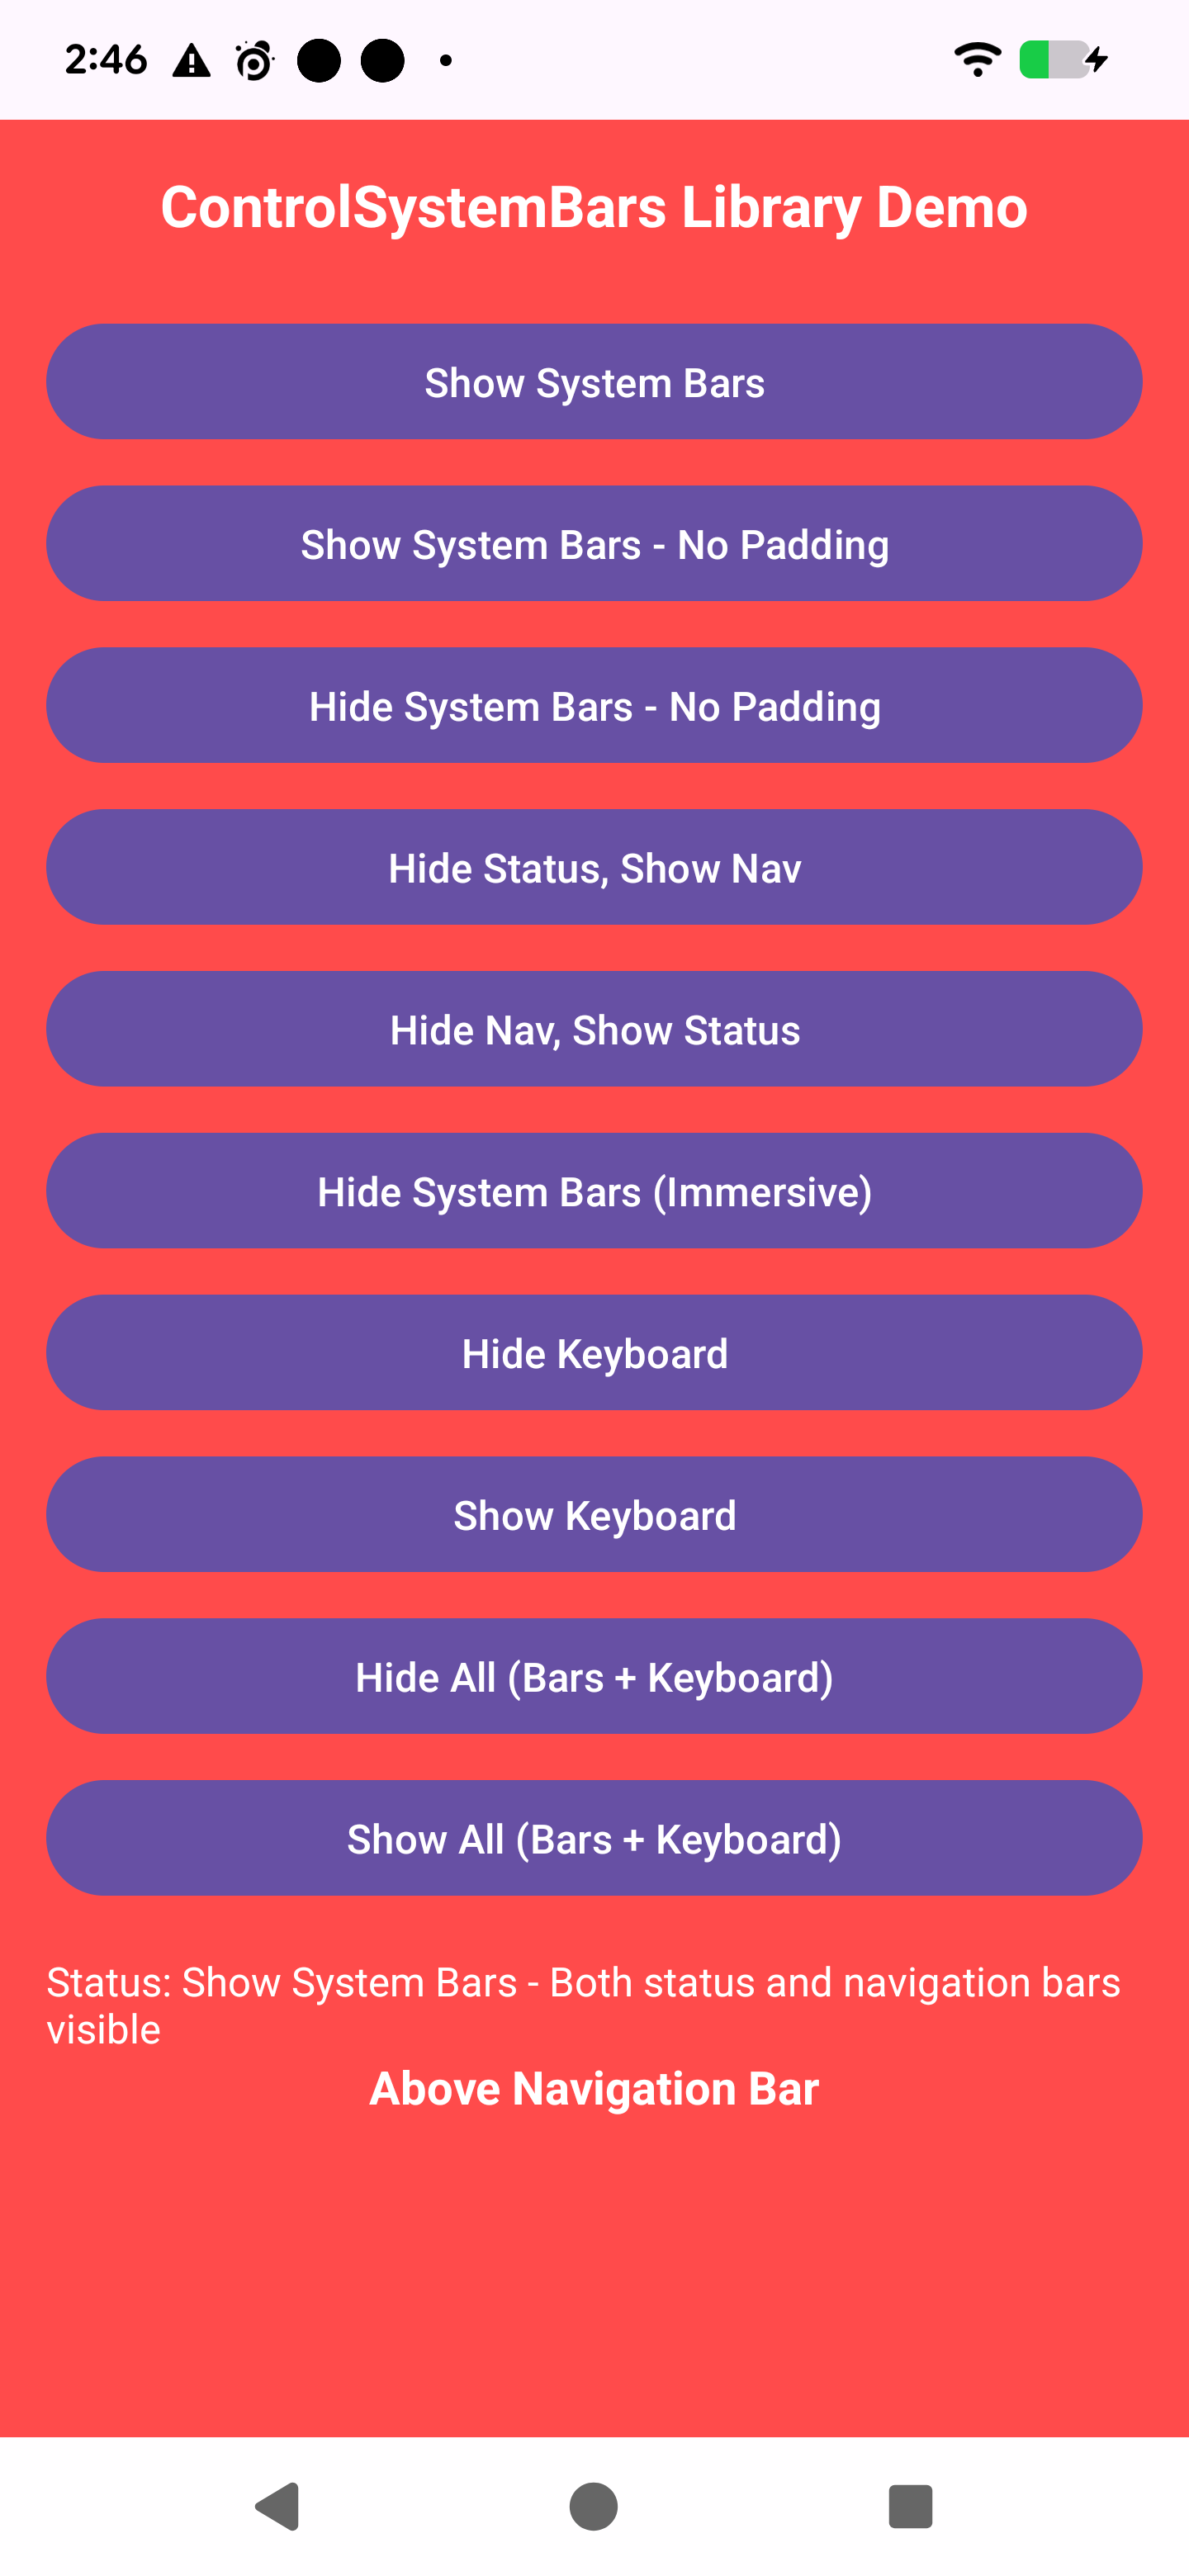 2:46
ControlSystemBars Library Demo
Show System Bars
Show System Bars - No Padding
Hide System Bars - No Padding
Hide Status, Show Nav
Hide Nav, Show Status
Hide System Bars (Immersive)
Hide Keyboard
Show Keyboard
Hide All (Bars + Keyboard)
Show All (Bars + Keyboard)
Status: Show System Bars - Both status and navigation bars
visible
Above Navigation Bar